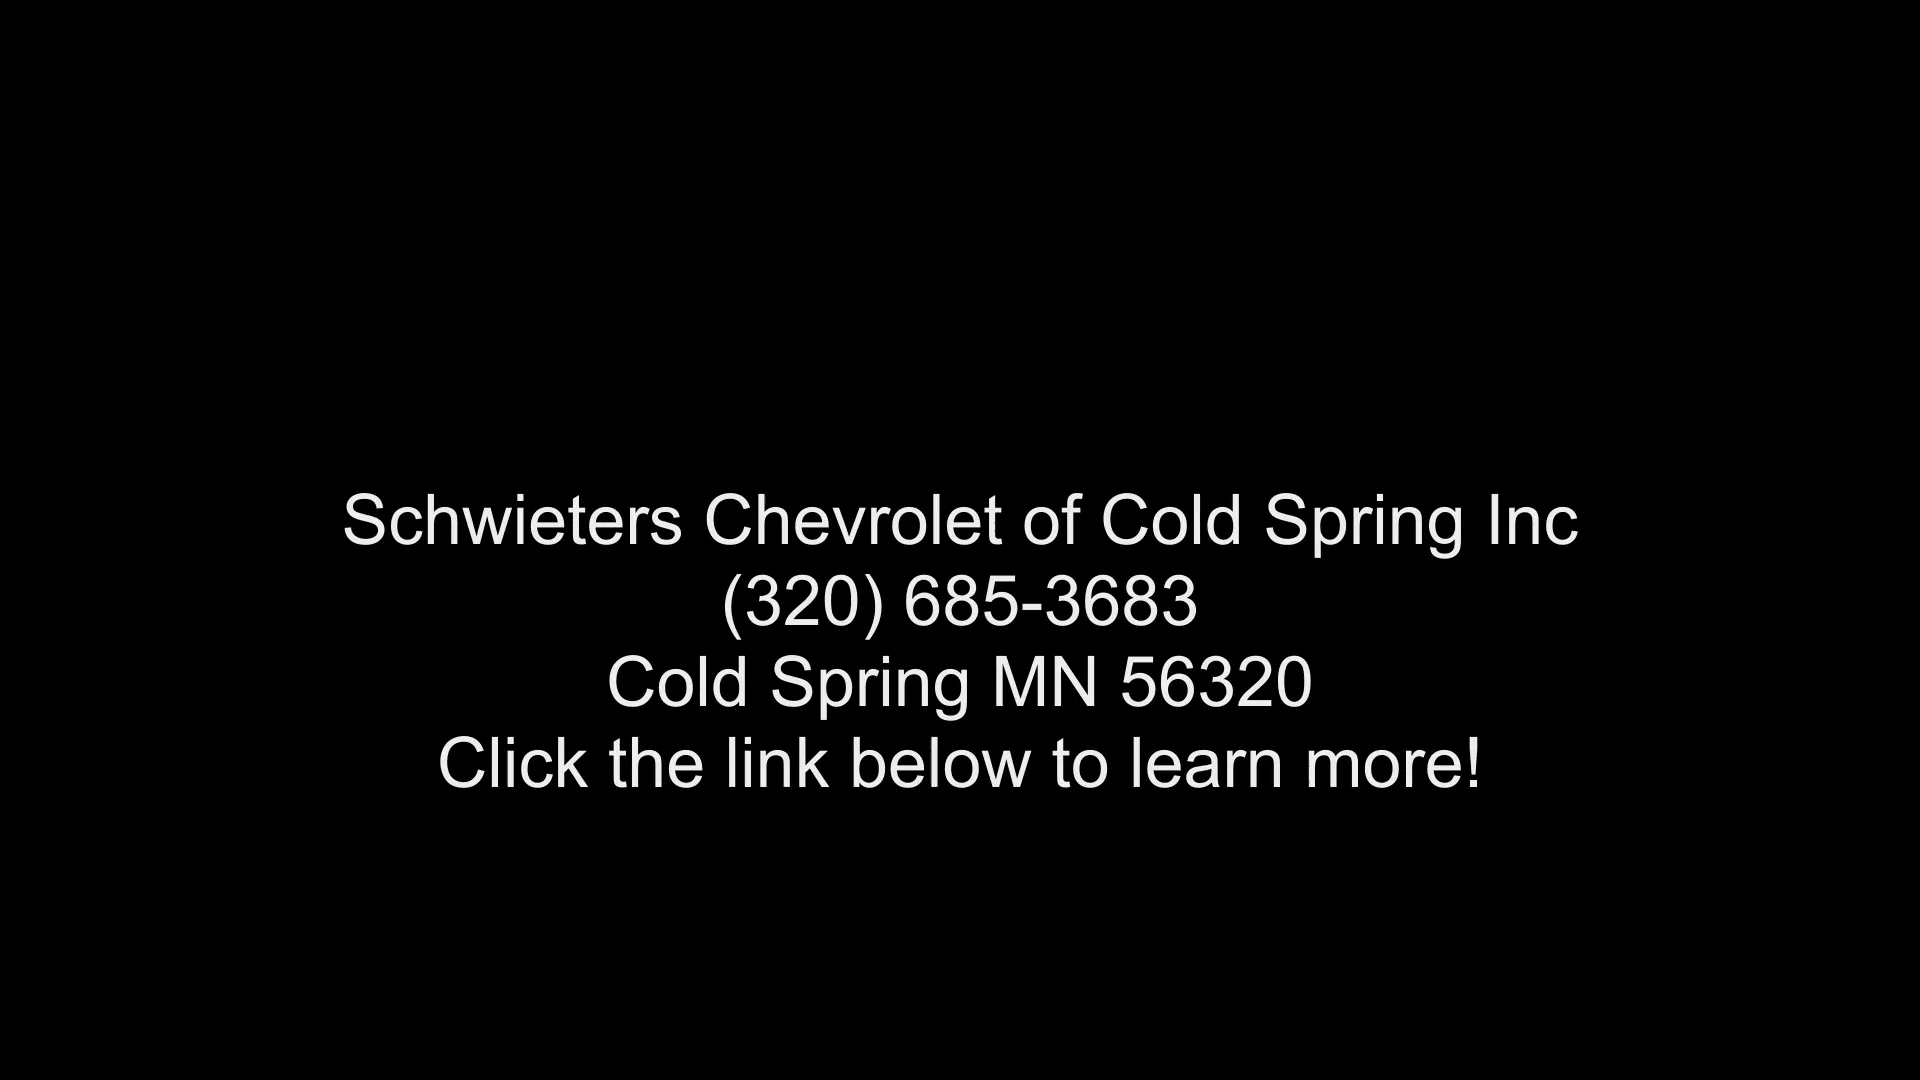 Schwieters Chevrolet of Cold Spring Inc
(320) 685-3683
Cold Spring MN 56320
Click the link below to learn more!